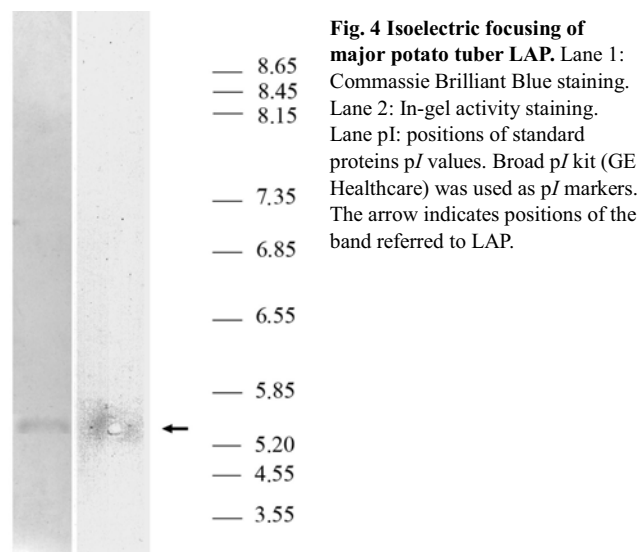 8.65
8.45
8.15
7.35
6.85
6.55
5.85
5.20
4.55
3.55
Fig. 4 Isoelectric focusing of
major potato tuber LAP. Lane 1:
Commassie Brilliant Blue staining.
Lane 2: In-gel activity staining.
Lane pI: positions of standard
proteins pI values. Broad pI kit (GE
Healthcare) was used as pI markers.
The arrow indicates positions of the
band referred to LAP.